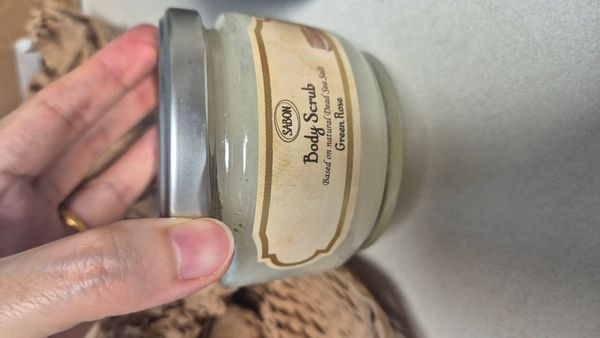 SABON
Body Scrub
Based on natural Dead Sea Salt
Green Rose